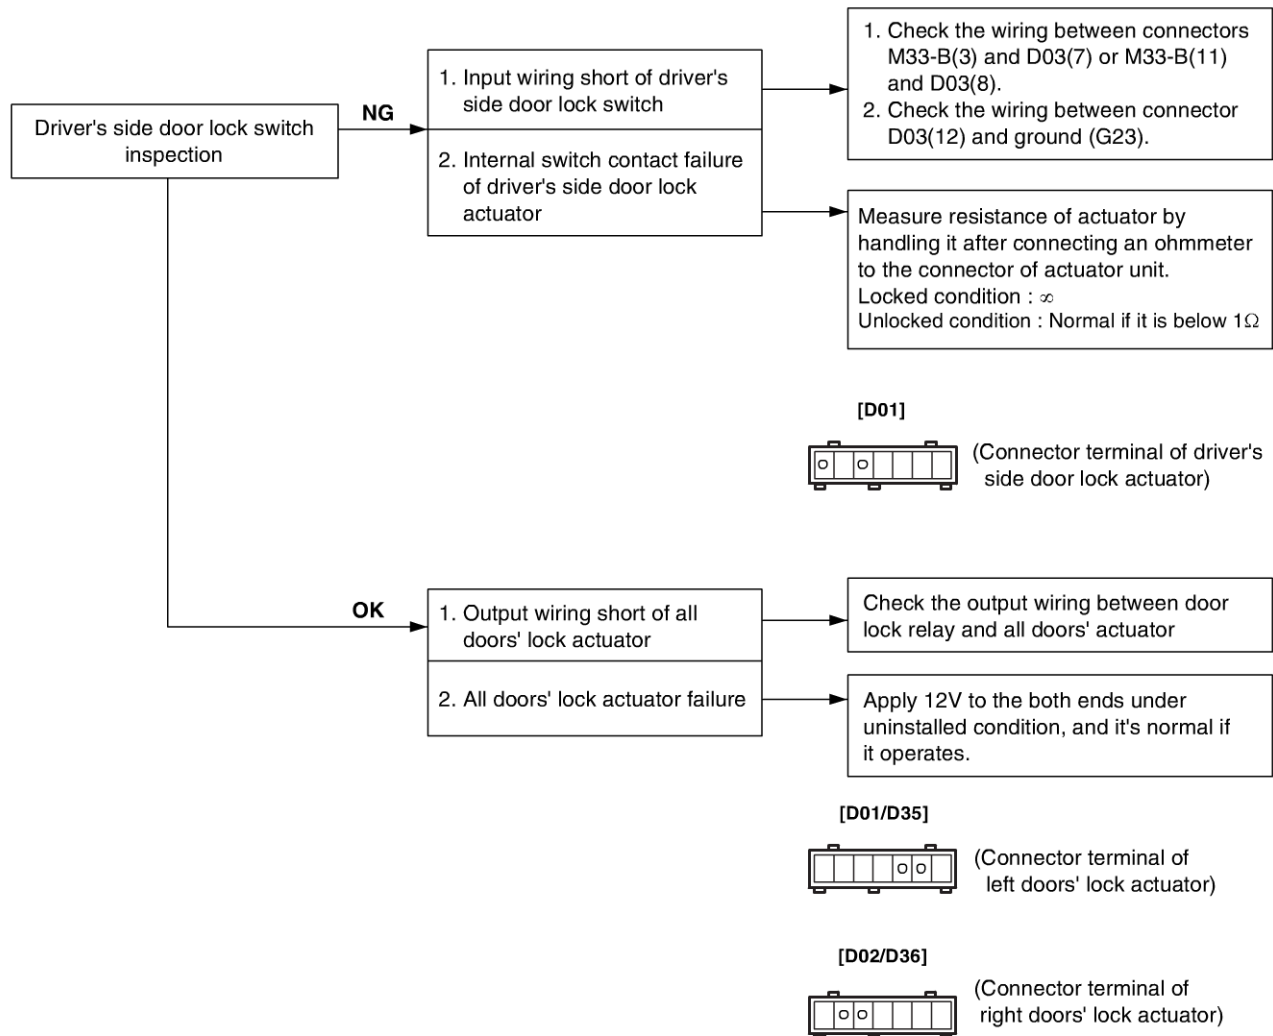 Driver's side door lock switch
inspection
NG
1. Input wiring short of driver's
side door lock switch
2. Internal switch contact failure
of driver's side door lock
actuator
1. Check the wiring between connectors
M33-B(3) and D03(7) or M33-B(11)
and D03(8).
2. Check the wiring between connector
D03(12) and ground (G23).
Measure resistance of actuator by
handling it after connecting an ohmmeter
to the connector of actuator unit.
Locked condition : ∞
Unlocked condition : Normal if it is below 1Ω
[D01]
(Connector terminal of driver's
side door lock actuator)
OK
1. Output wiring short of all
doors' lock actuator
2. All doors' lock actuator failure
Check the output wiring between door
lock relay and all doors' actuator
Apply 12V to the both ends under
uninstalled condition, and it's normal if
it operates.
[D01/D35]
(Connector terminal of
left doors' lock actuator)
[D02/D36]
(Connector terminal of
right doors' lock actuator)